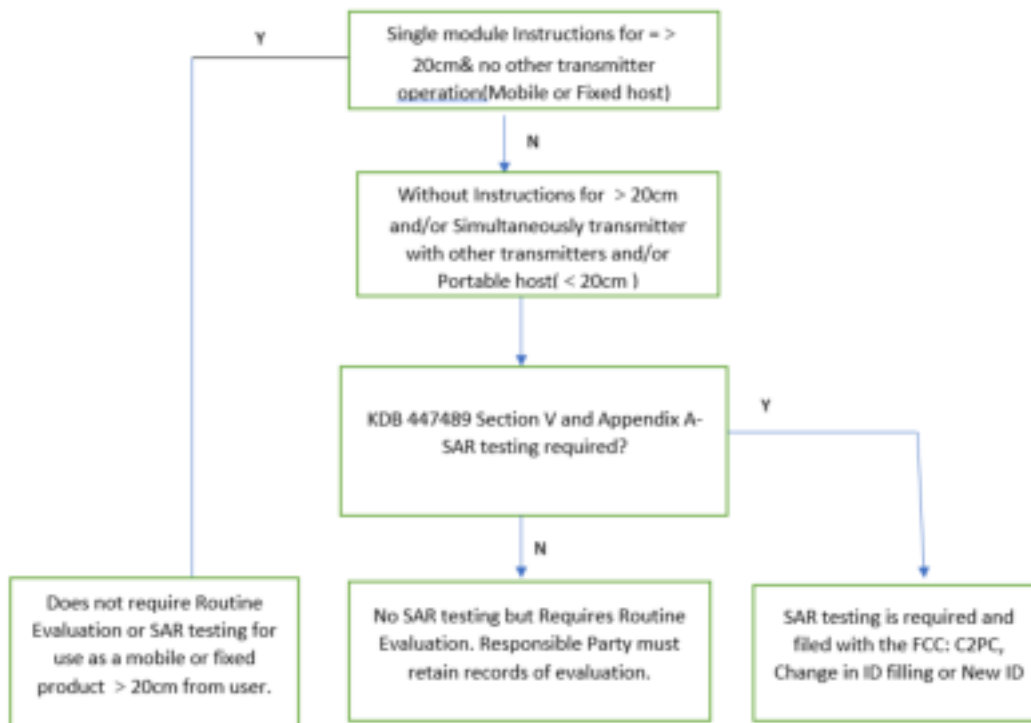 Y
Single module Instructions for = >
20cm& no other transmitter
operation(Mobile or Fixed host)
N
Without Instructions for > 20cm
and/or Simultaneously transmitter
with other transmitters and/or
Portable host( < 20cm )
KDB 447489 Section V and Appendix A-
SAR testing required?
Y
N
Does not require Routine
Evaluation or SAR testing for
use as a mobile or fixed
product > 20cm from user.
No SAR testing but Requires Routine
Evaluation. Responsible Party must
retain records of evaluation.
SAR testing is required and
filed with the FCC: C2PC,
Change in ID filling or New ID